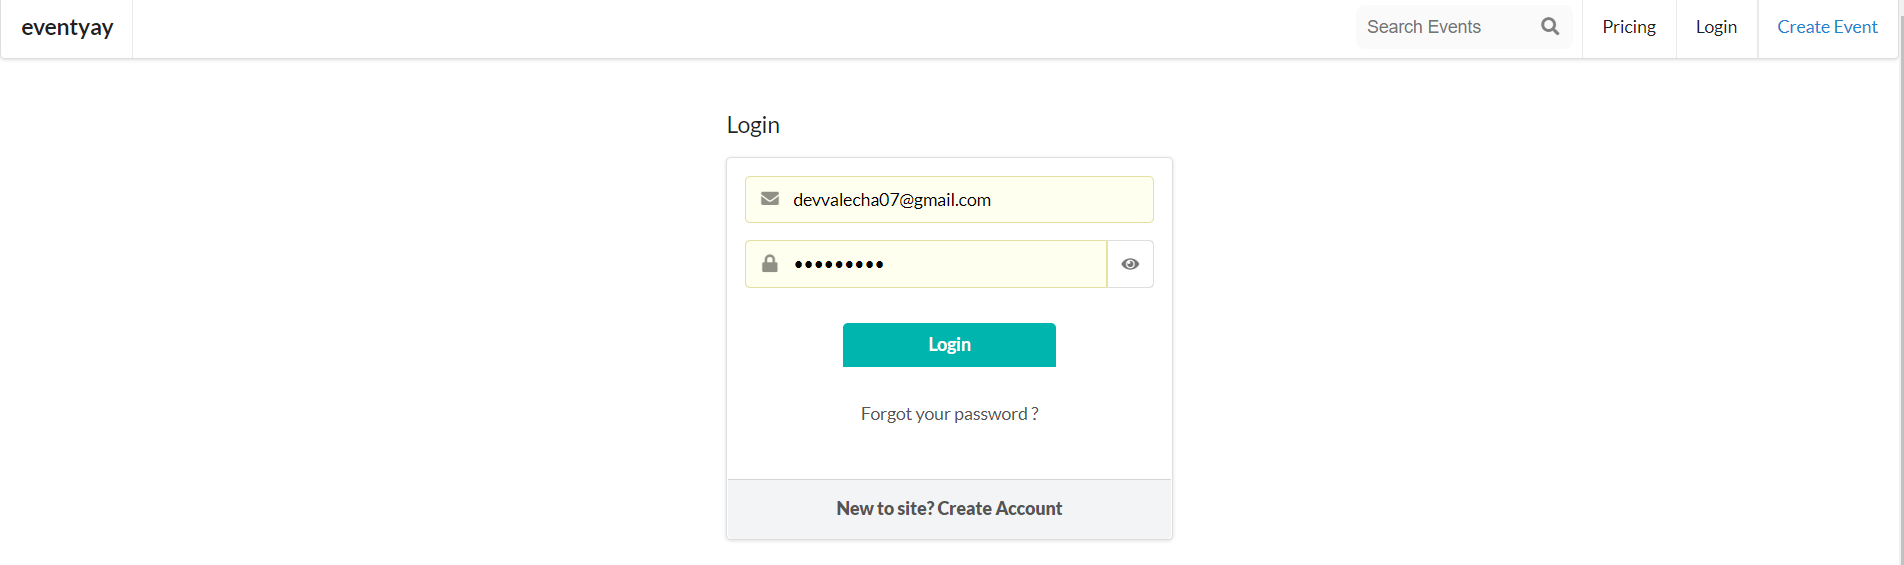 eventyay
Search Events
Pricing
Login
Create Event
Login
devvalecha07@gmail.com
•••••••••
Login
Forgot your password ?
New to site? Create Account